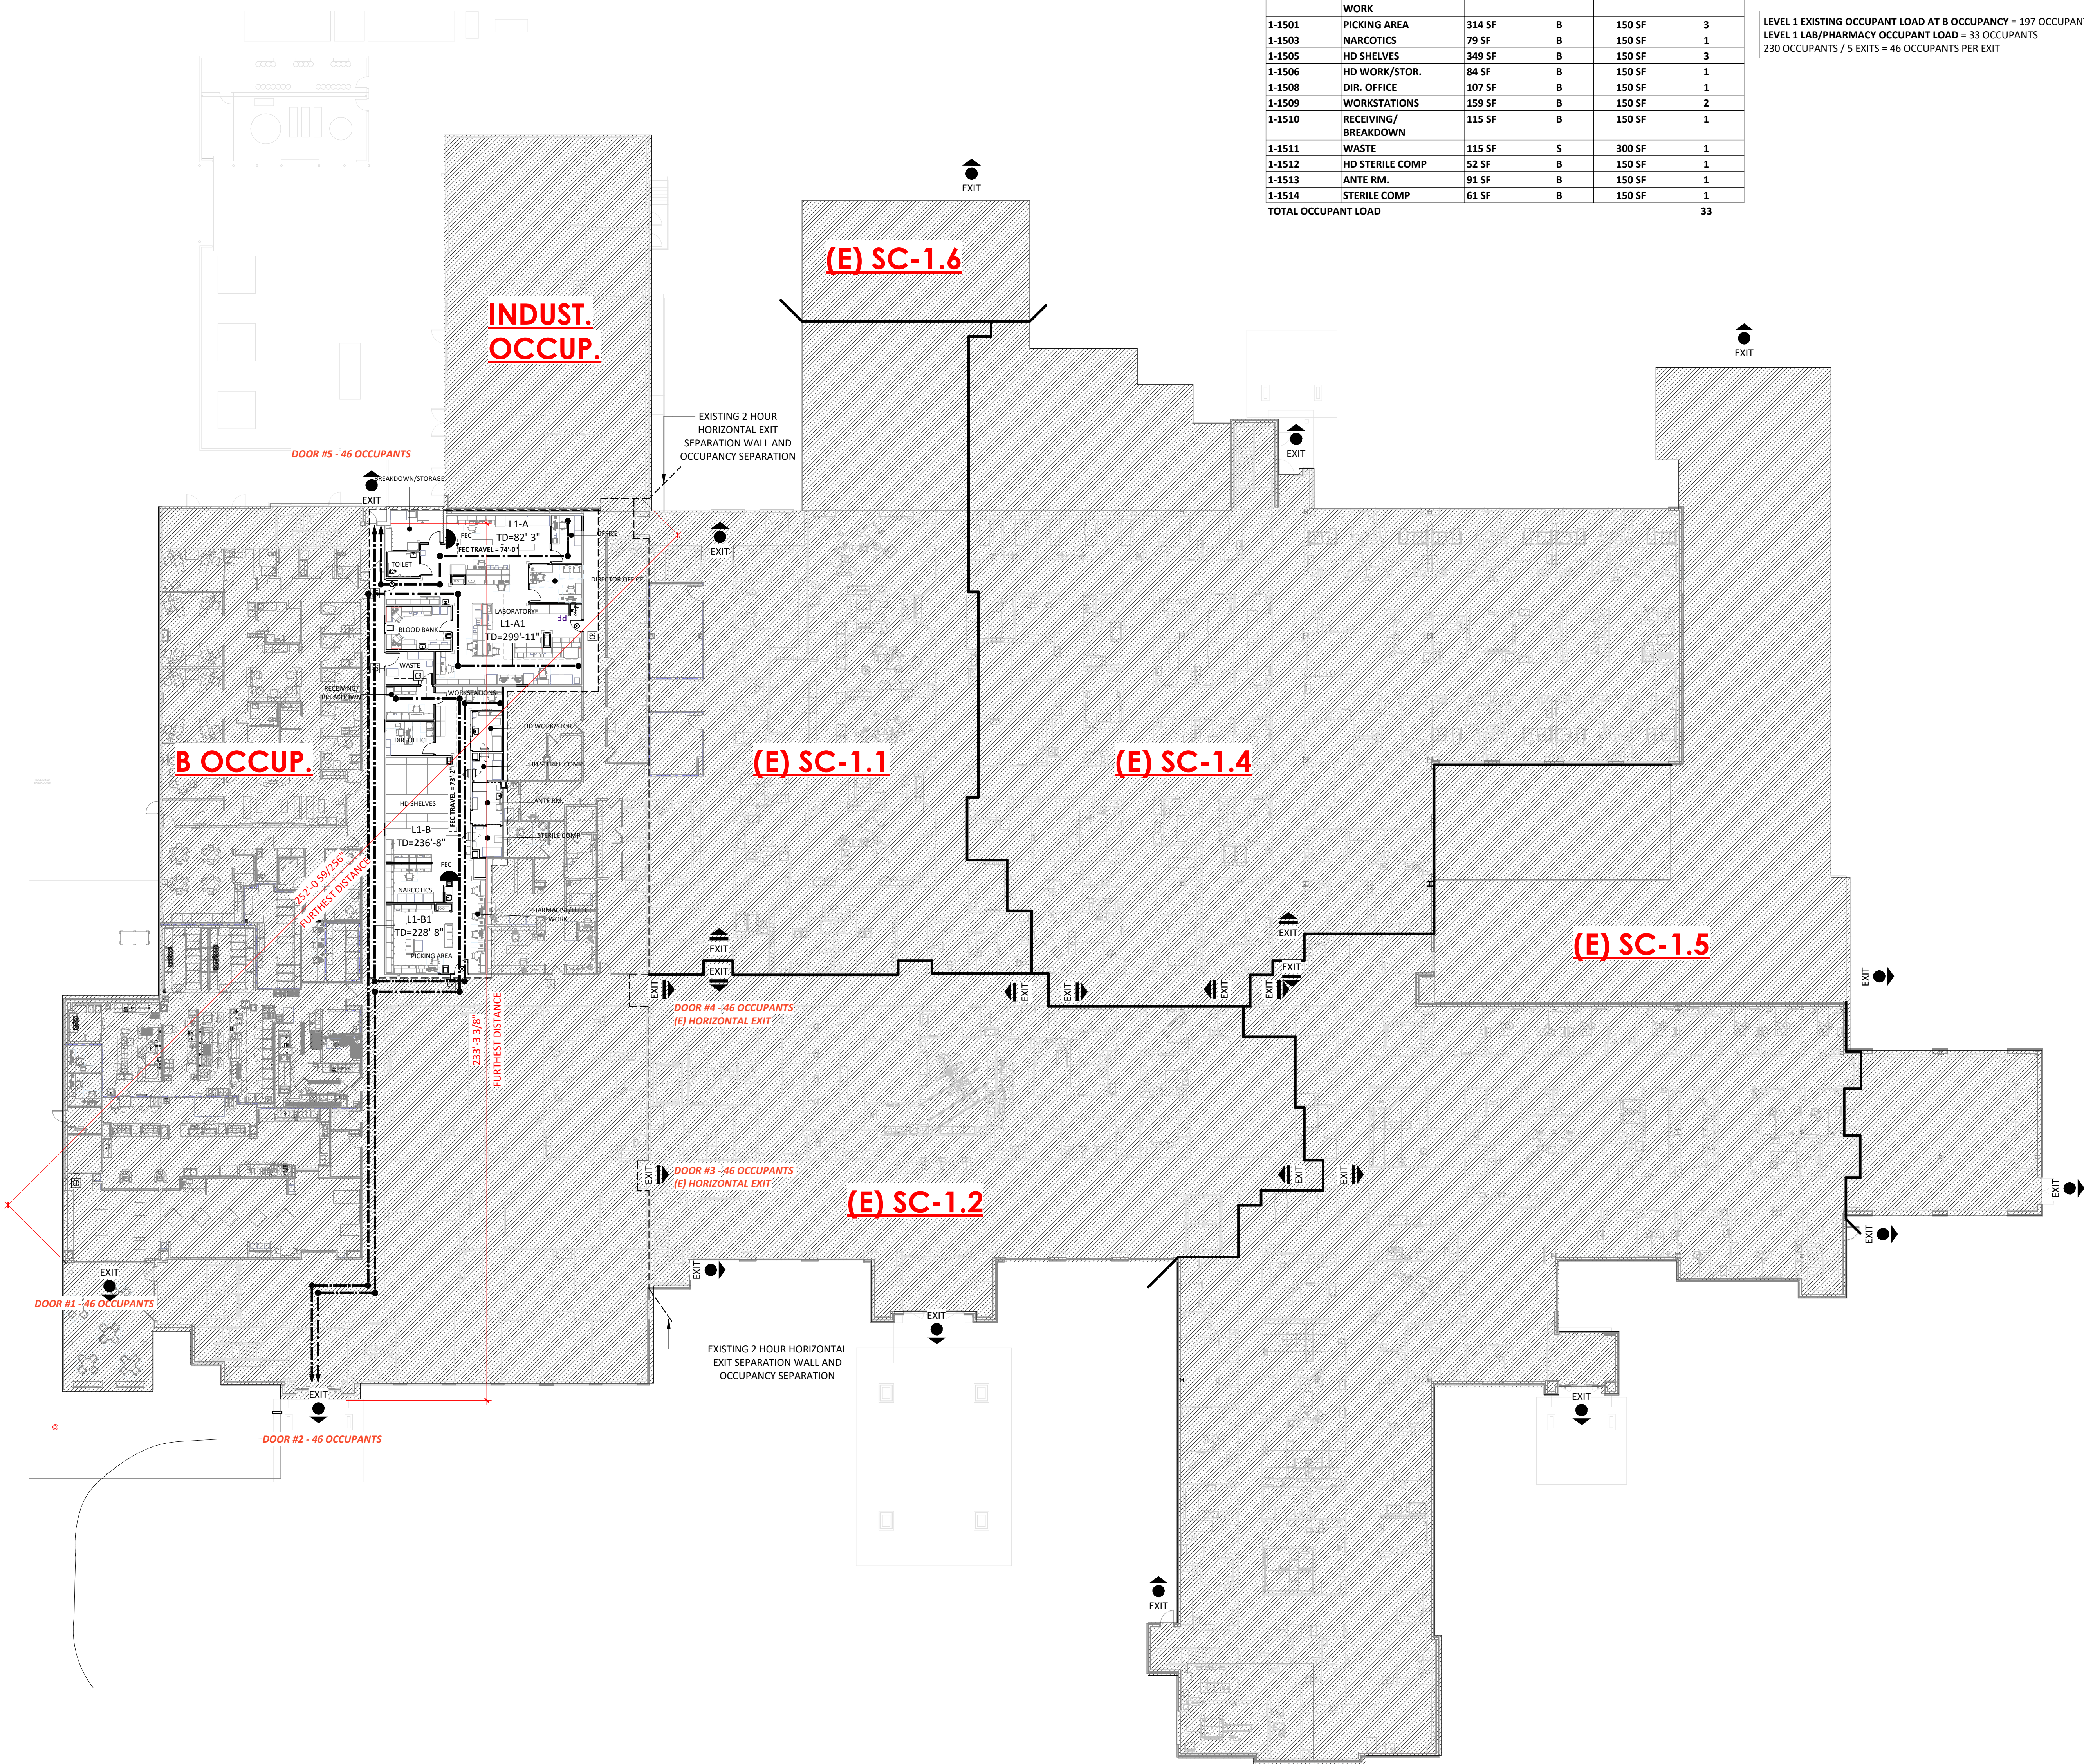 WORK
1-1501 PICKING AREA 314 SF B 150 SF 3
1-1503 NARCOTICS 79 SF B 150 SF 1
1-1505 HD SHELVES 349 SF B 150 SF 3
1-1506 HD WORK/STOR. 84 SF B 150 SF 1
1-1508 DIR. OFFICE 107 SF B 150 SF 1
1-1509 WORKSTATIONS 159 SF B 150 SF 2
1-1510 RECEIVING/ 115 SF B 150 SF 1
BREAKDOWN
1-1511 WASTE 115 SF S 300 SF 1
1-1512 HD STERILE COMP 52 SF B 150 SF 1
1-1513 ANTE RM. 91 SF B 150 SF 1
1-1514 STERILE COMP 61 SF B 150 SF 1
TOTAL OCCUPANT LOAD 33
LEVEL 1 EXISTING OCCUPANT LOAD AT B OCCUPANCY = 197 OCCUPAN
LEVEL 1 LAB/PHARMACY OCCUPANT LOAD = 33 OCCUPANTS
230 OCCUPANTS / 5 EXITS = 46 OCCUPANTS PER EXIT
EXIT
(E) SC-1.6
INDUST.
OCCUP.
EXIT
EXISTING 2 HOUR
HORIZONTAL EXIT
SEPARATION WALL AND
OCCUPANCY SEPARATION
EXIT
DOOR #5 - 46 OCCUPANTS
EXIT
BREAKDOWN/STORAGE
L1-A
TD=82'-3"
FEC
OFFICE
FEC TRAVEL = 74'-0"
EXIT
TOILET
DIRECTOR OFFICE
LABORATORY
L1-A1
TD=299'-11"
BLOOD BANK
WASTE
CR
RECEIVING/
BREAKDOWN
WORKSTATIONS
HD WORK/STOR.
DIR. OFFICE
HD STERILE COMP
FEC TRAVEL = 73'-2"
B OCCUP.
(E) SC-1.1
(E) SC-1.4
HD SHELVES
ANTE RM.
L1-B
TD=236'-8"
STERILE COMP
FEC
252'-0 59/256"
FURTHEST DISTANCE
NARCOTICS
PHARMACIST/TECH
WORK
L1-B1
TD=228'-8"
PICKING AREA
EXIT
EXIT
EXIT
EXIT
(E) SC-1.5
EXIT
EXIT
EXIT
EXIT
EXIT
EXIT
EXIT
DOOR #4 - 46 OCCUPANTS
(E) HORIZONTAL EXIT
233'-3 3/8"
FURTHEST DISTANCE
EXIT
DOOR #3 - 46 OCCUPANTS
(E) HORIZONTAL EXIT
EXIT
EXIT
EXIT
(E) SC-1.2
EXIT
EXIT
EXIT
DOOR #1 - 46 OCCUPANTS
EXIT
EXISTING 2 HOUR HORIZONTAL
EXIT SEPARATION WALL AND
OCCUPANCY SEPARATION
EXIT
EXIT
DOOR #2 - 46 OCCUPANTS
EXIT